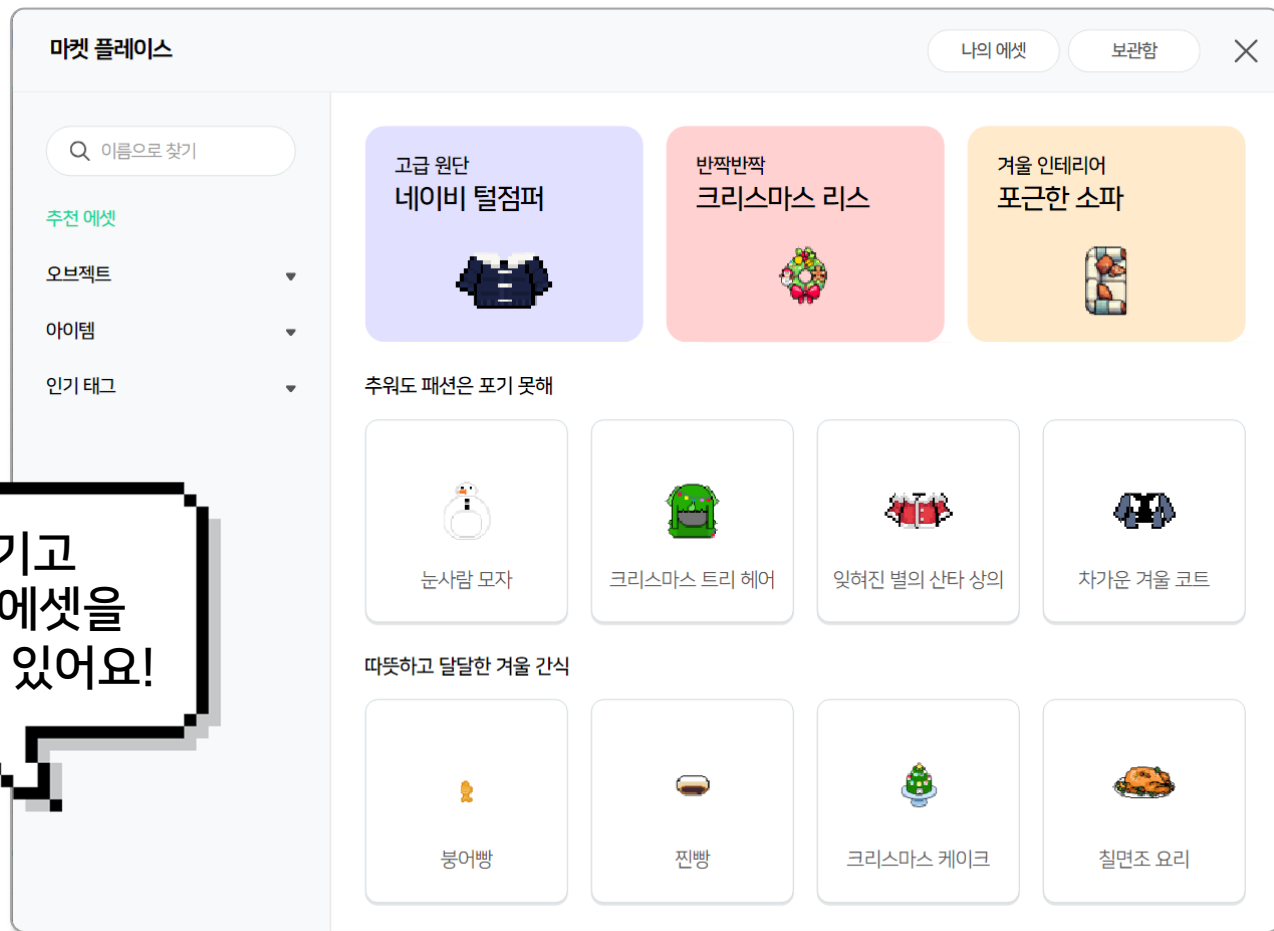 마켓 플레이스
나의 에셋
보관함
이름으로 찾기
추천 에셋
오브젝트
아이템
인기 태그
기고
에셋을
있어요!
고급 원단
네이비 털점퍼
반짝반짝
크리스마스 리스
겨울 인테리어
포근한 소파
추워도 패션은 포기 못해
눈사람 모자
크리스마스 트리 헤어
잊혀진 별의 산타 상의
차가운 겨울 코트
따뜻하고 달달한 겨울 간식
붕어빵
찐빵
크리스마스 케이크
칠면조 요리